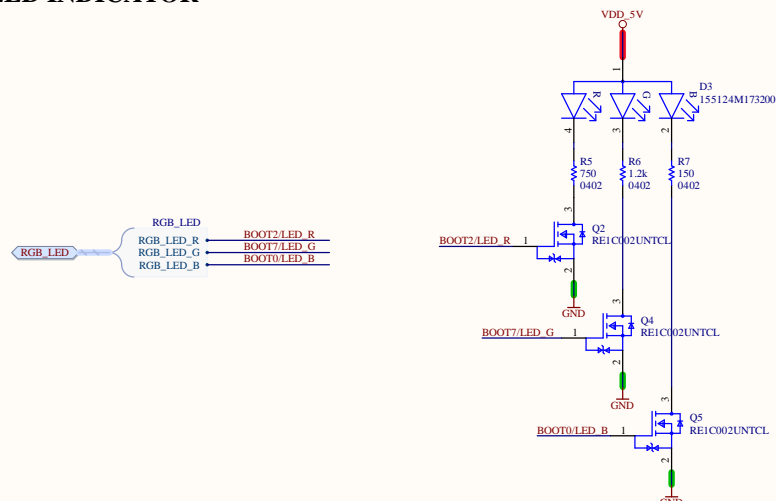 LED INDICATOR
VDD_5V
1
D3
155124M173200
R
G
B
4
3
2
R5
750
0402
R6
1.2k
0402
R7
150
0402
RGB_LED
RGB_LED
RGB_LED_R
BOOT2/LED_R
RGB_LED_G
BOOT7/LED_G
RGB_LED_B
BOOT0/LED_B
3
BOOT2/LED_R
1
Q2
RE1C002UNTCL
2
GND
3
BOOT7/LED_G
1
Q4
RE1C002UNTCL
2
GND
3
BOOT0/LED_B
1
Q5
RE1C002UNTCL
2
GND